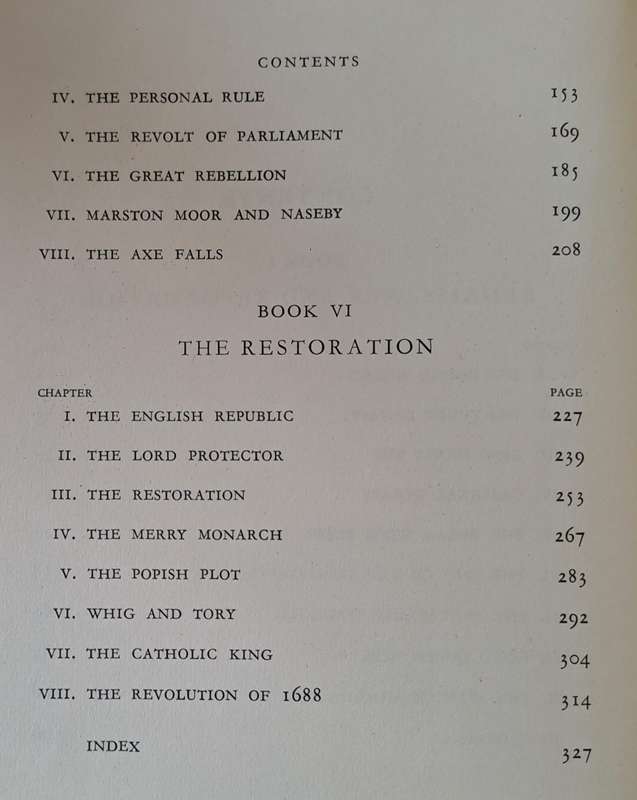 CONTENTS
IV. THE PERSONAL RULE 153
V. THE REVOLT OF PARLIAMENT 169
VI. THE GREAT REBELLION 185
VII. MARSTON MOOR AND NASEBY 199
VIII. THE AXE FALLS 208
BOOK VI
THE RESTORATION
CHAPTER PAGE
I. THE ENGLISH REPUBLIC 227
II. THE LORD PROTECTOR 239
III. THE RESTORATION 253
IV. THE MERRY MONARCH 267
V. THE POPISH PLOT 283
VI. WHIG AND TORY 292
VII. THE CATHOLIC KING 304
VIII. THE REVOLUTION OF 1688 314
INDEX 327